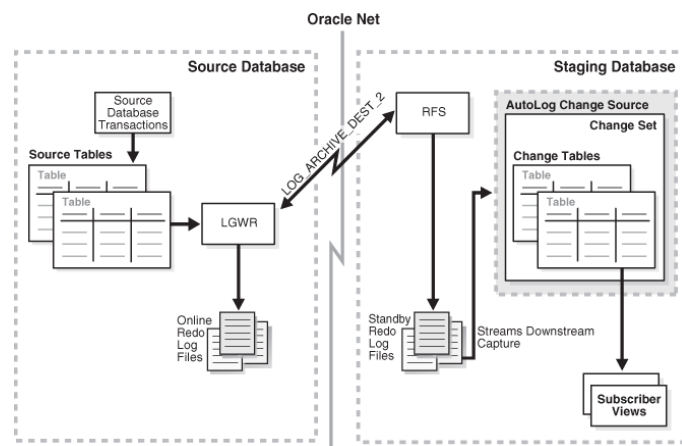 Oracle Net
Source Database
Source
Database
Transactions
Source Tables
Table
Table
LGWR
Online
Redo
Log
Files
LOG_ARCHIVE_DEST_2
Staging Database
RFS
Standby
Redo
Log
Files
Streams Downstream
Capture
AutoLog Change Source
Change Set
Change Tables
Table
Table
Subscriber
Views